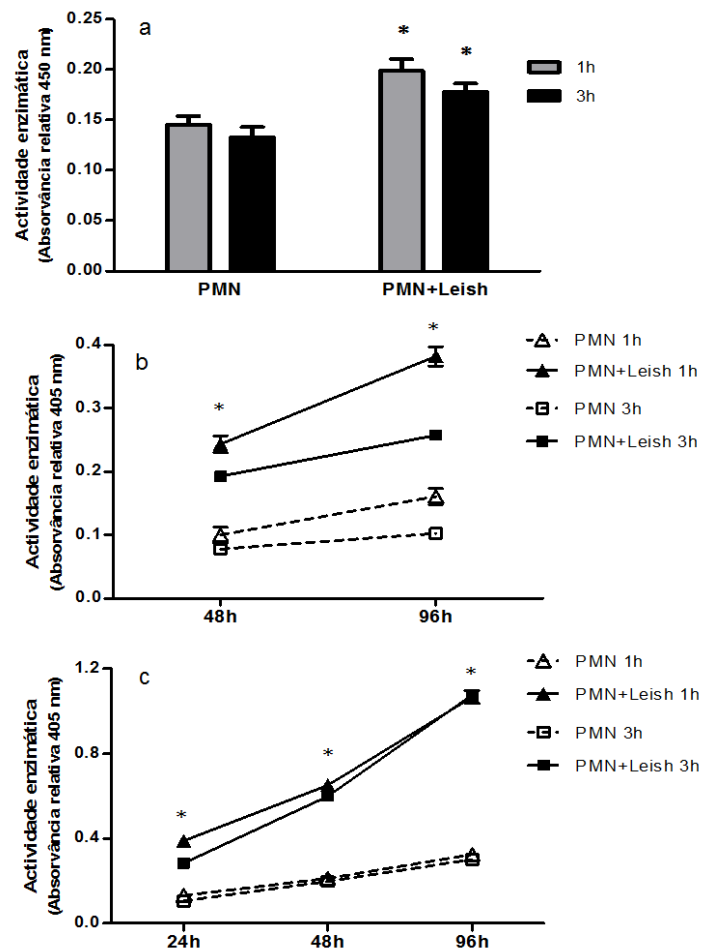 a
Actividade enzimática
(Absorvância relativa 450 nm)
0.25
0.20
0.15
0.10
0.05
0.00
* *
PMN PMN+Leish
1h
3h
b
Actividade enzimática
(Absorvância relativa 405 nm)
0.4
0.3
0.2
0.1
0.0
* *
48h 96h
PMN 1h
PMN+Leish 1h
PMN 3h
PMN+Leish 3h
c
Actividade enzimática
(Absorvância relativa 405 nm)
1.2
0.8
0.4
0.0
* * *
24h 48h 96h
PMN 1h
PMN+Leish 1h
PMN 3h
PMN+Leish 3h